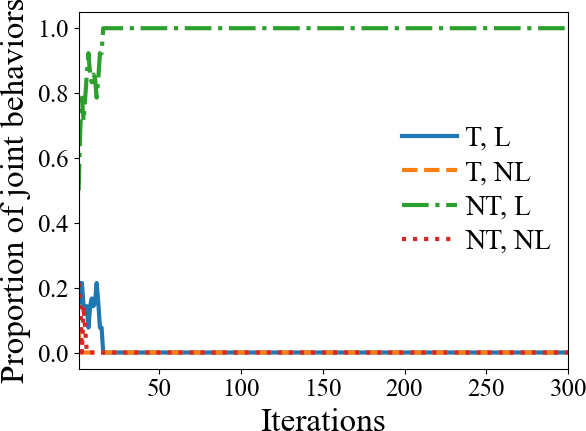 Proportion of joint behaviors
1.0
0.8
0.6
0.4
0.2
0.0
T, L
T, NL
NT, L
NT, NL
50
100
150
200
250
300
Iterations